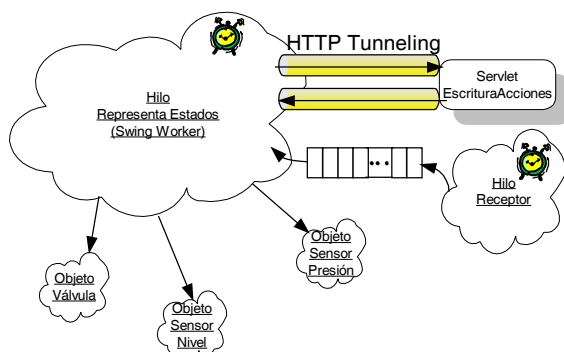 HTTP Tunneling
Servlet
EscrituraAcciones
Hilo
Representa Estados
(Swing Worker)
Hilo
Receptor
Objeto
Sensor
Presión
Objeto
Válvula
Objeto
Sensor
Nivel